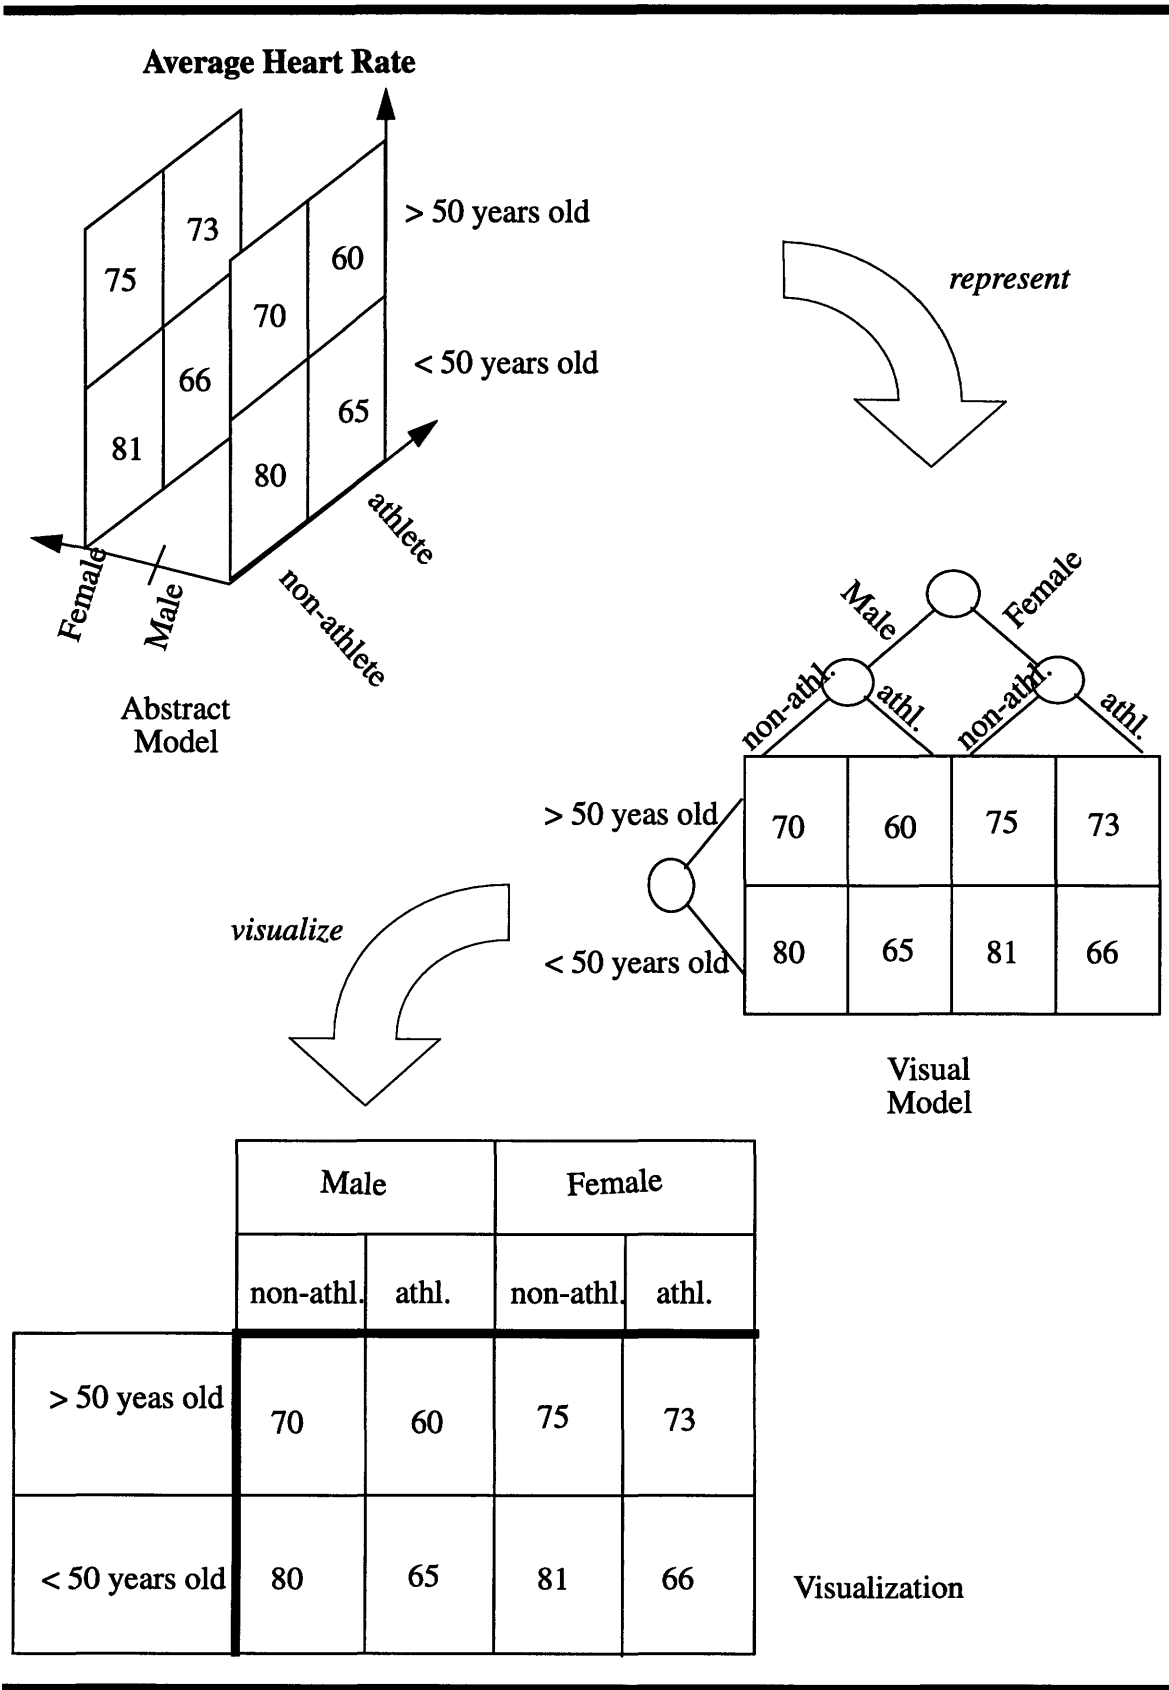 Average Heart Rate
> 50 years old
73
60
75
70
< 50 years old
66
65
81
80
athlete
non-athlete
Female
Male
Abstract
Model
represent
Male
Female
non-athl.
athl.
non-athl.
athl.
> 50 yeas old
70
60
75
73
< 50 years old
80
65
81
66
Visual
Model
visualize
Male
Female
non-athl.
athl.
non-athl.
athl.
> 50 yeas old
70
60
75
73
< 50 years old
80
65
81
66
Visualization